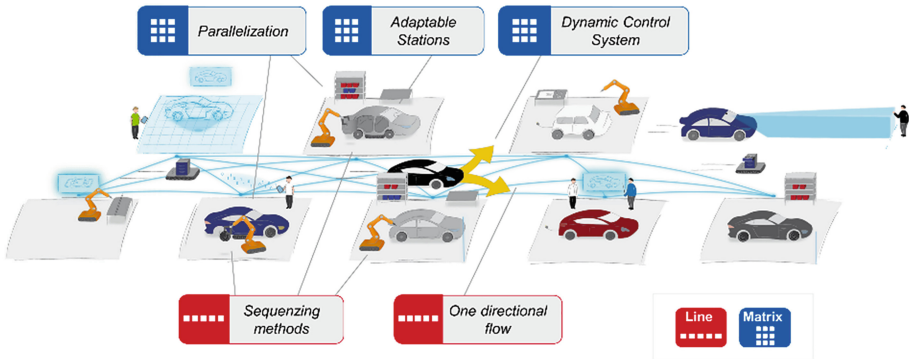 Parallelization
Adaptable
Stations
Dynamic Control
System
Sequenzing
methods
One directional
flow
Line
Matrix